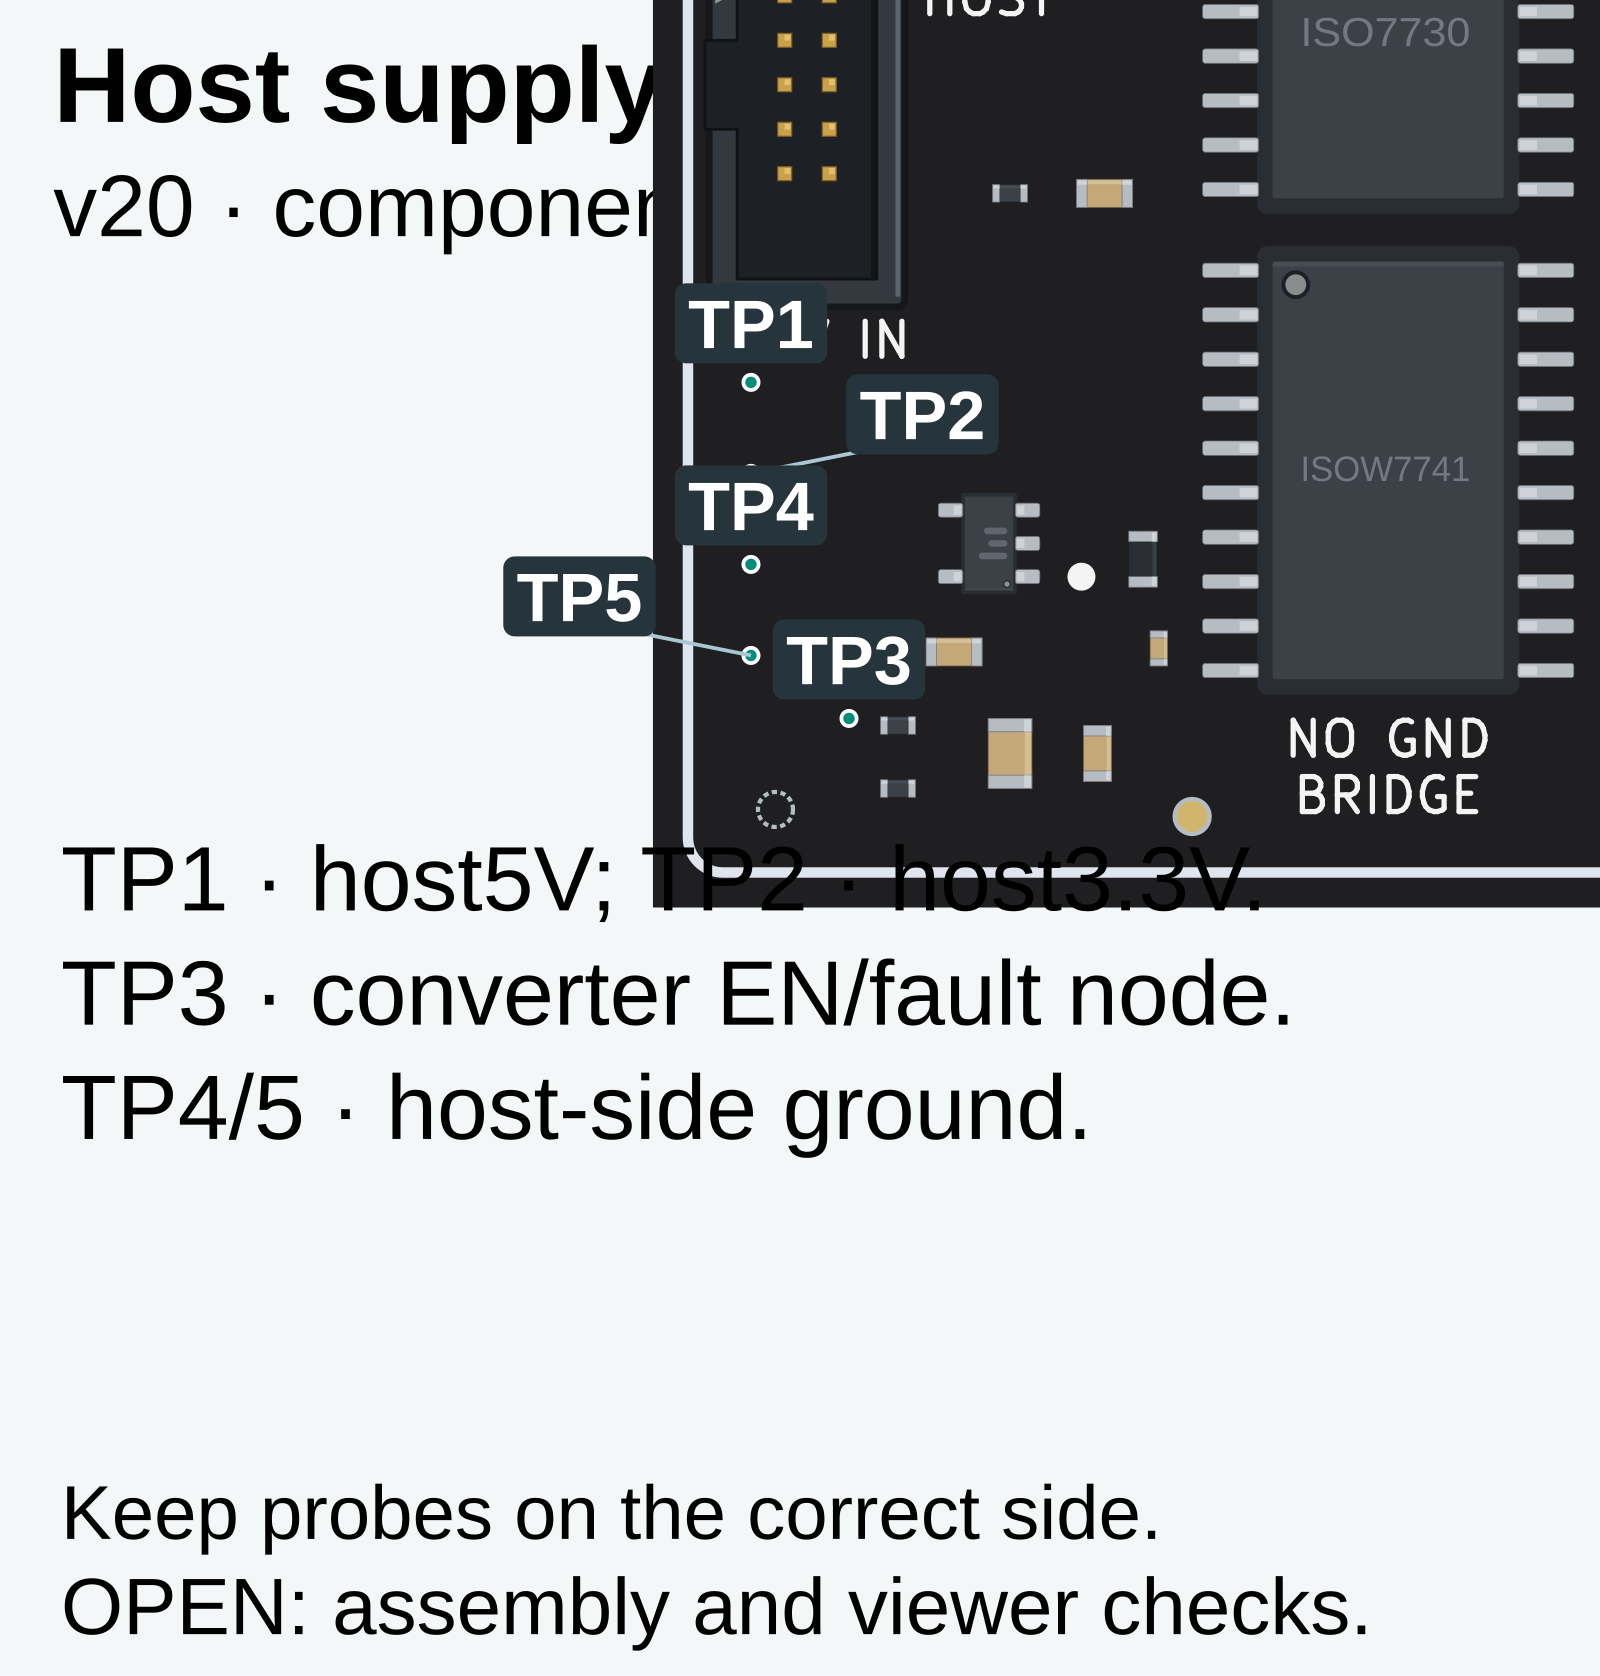 Host supply
v20 ·
HOST
ISO7730
TP1
IN
TP2
TP4
ISOW7741
TP5
TP3
NO GND
BRIDGE
TP1 · host5V; TP2 · host3.3V.
TP3 · converter EN/fault node.
TP4/5 · host-side ground.
Keep probes on the correct side.
OPEN: assembly and viewer checks.